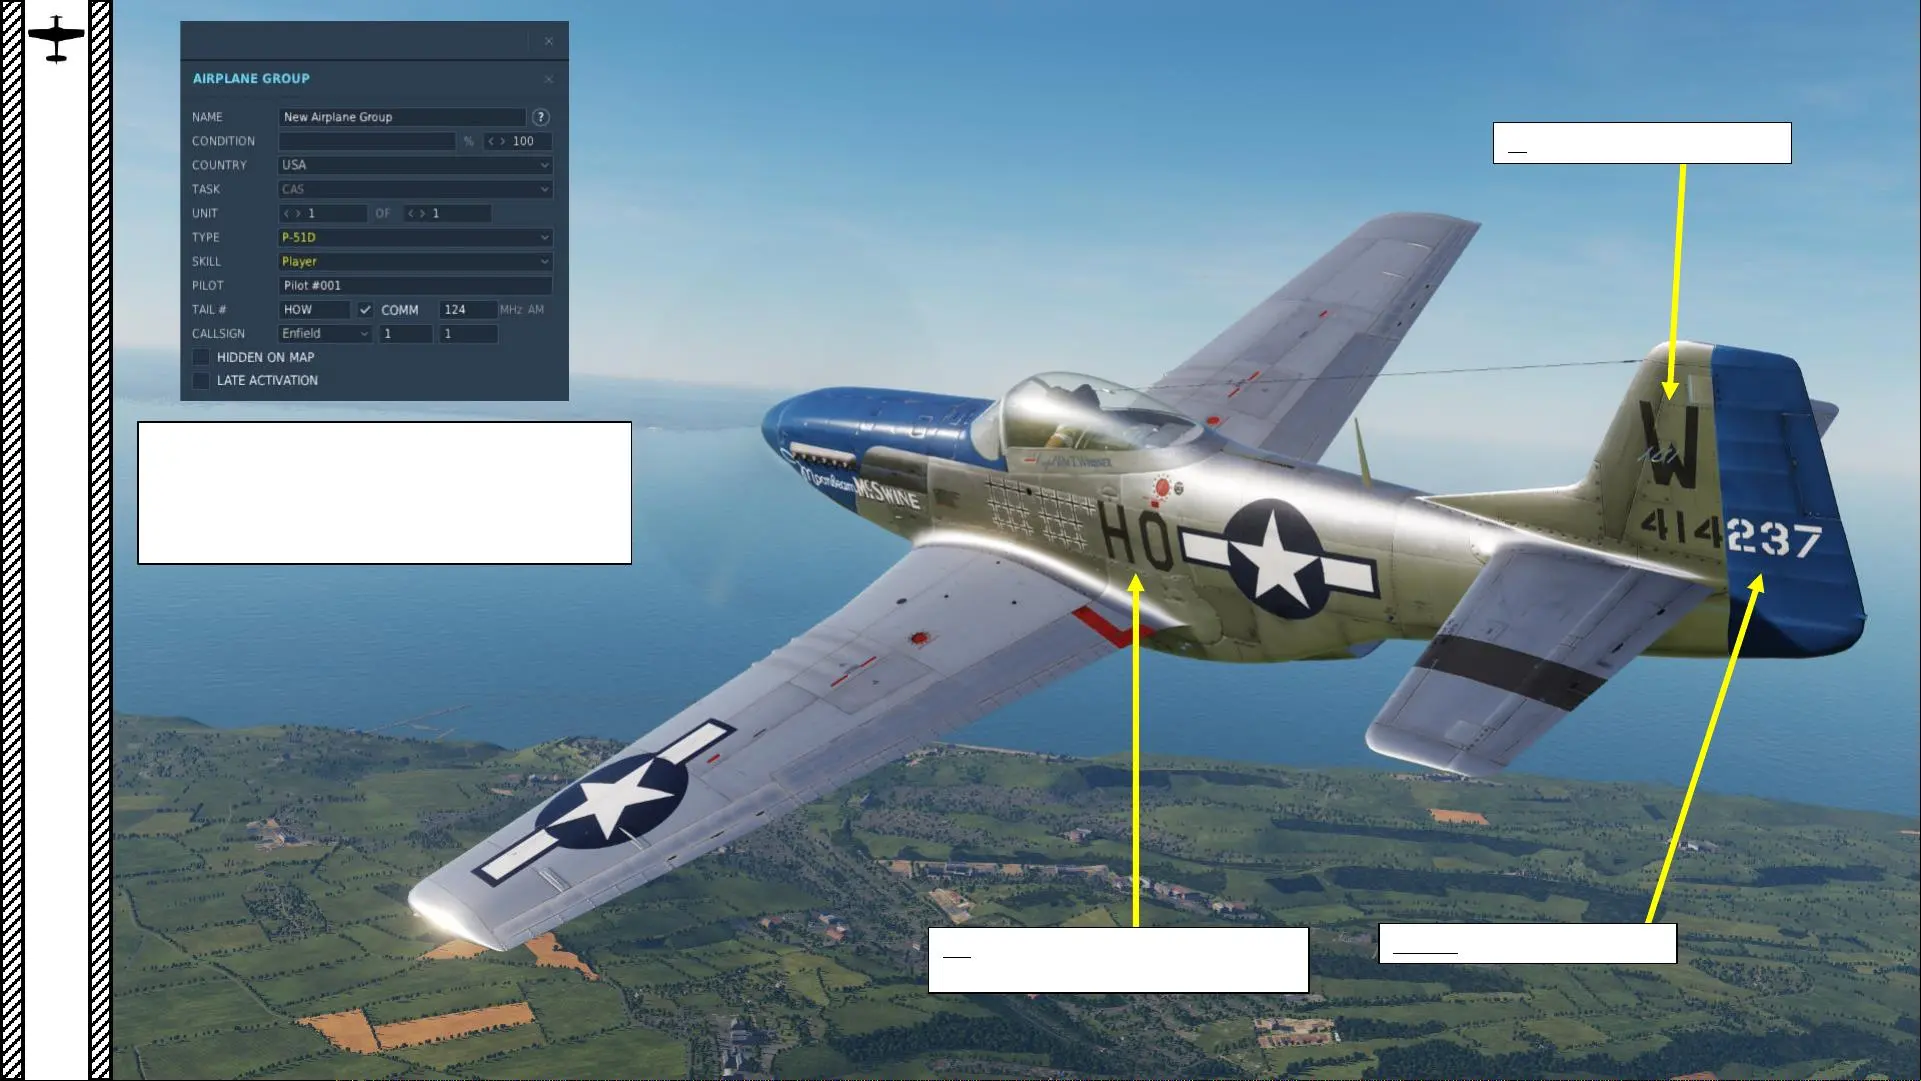 AIRPLANE GROUP
NAME New Airplane Group ?
CONDITION % < > 100
COUNTRY USA
TASK CAS
UNIT < > 1 OF < > 1
TYPE P-51D
SKILL Player
PILOT Pilot #001
TAIL # HOW COMM 124 MHz AM
CALLSIGN Enfield 1 1
HIDDEN ON MAP
LATE ACTIVATION
MoonBeam McSWINE
HO
W
414237